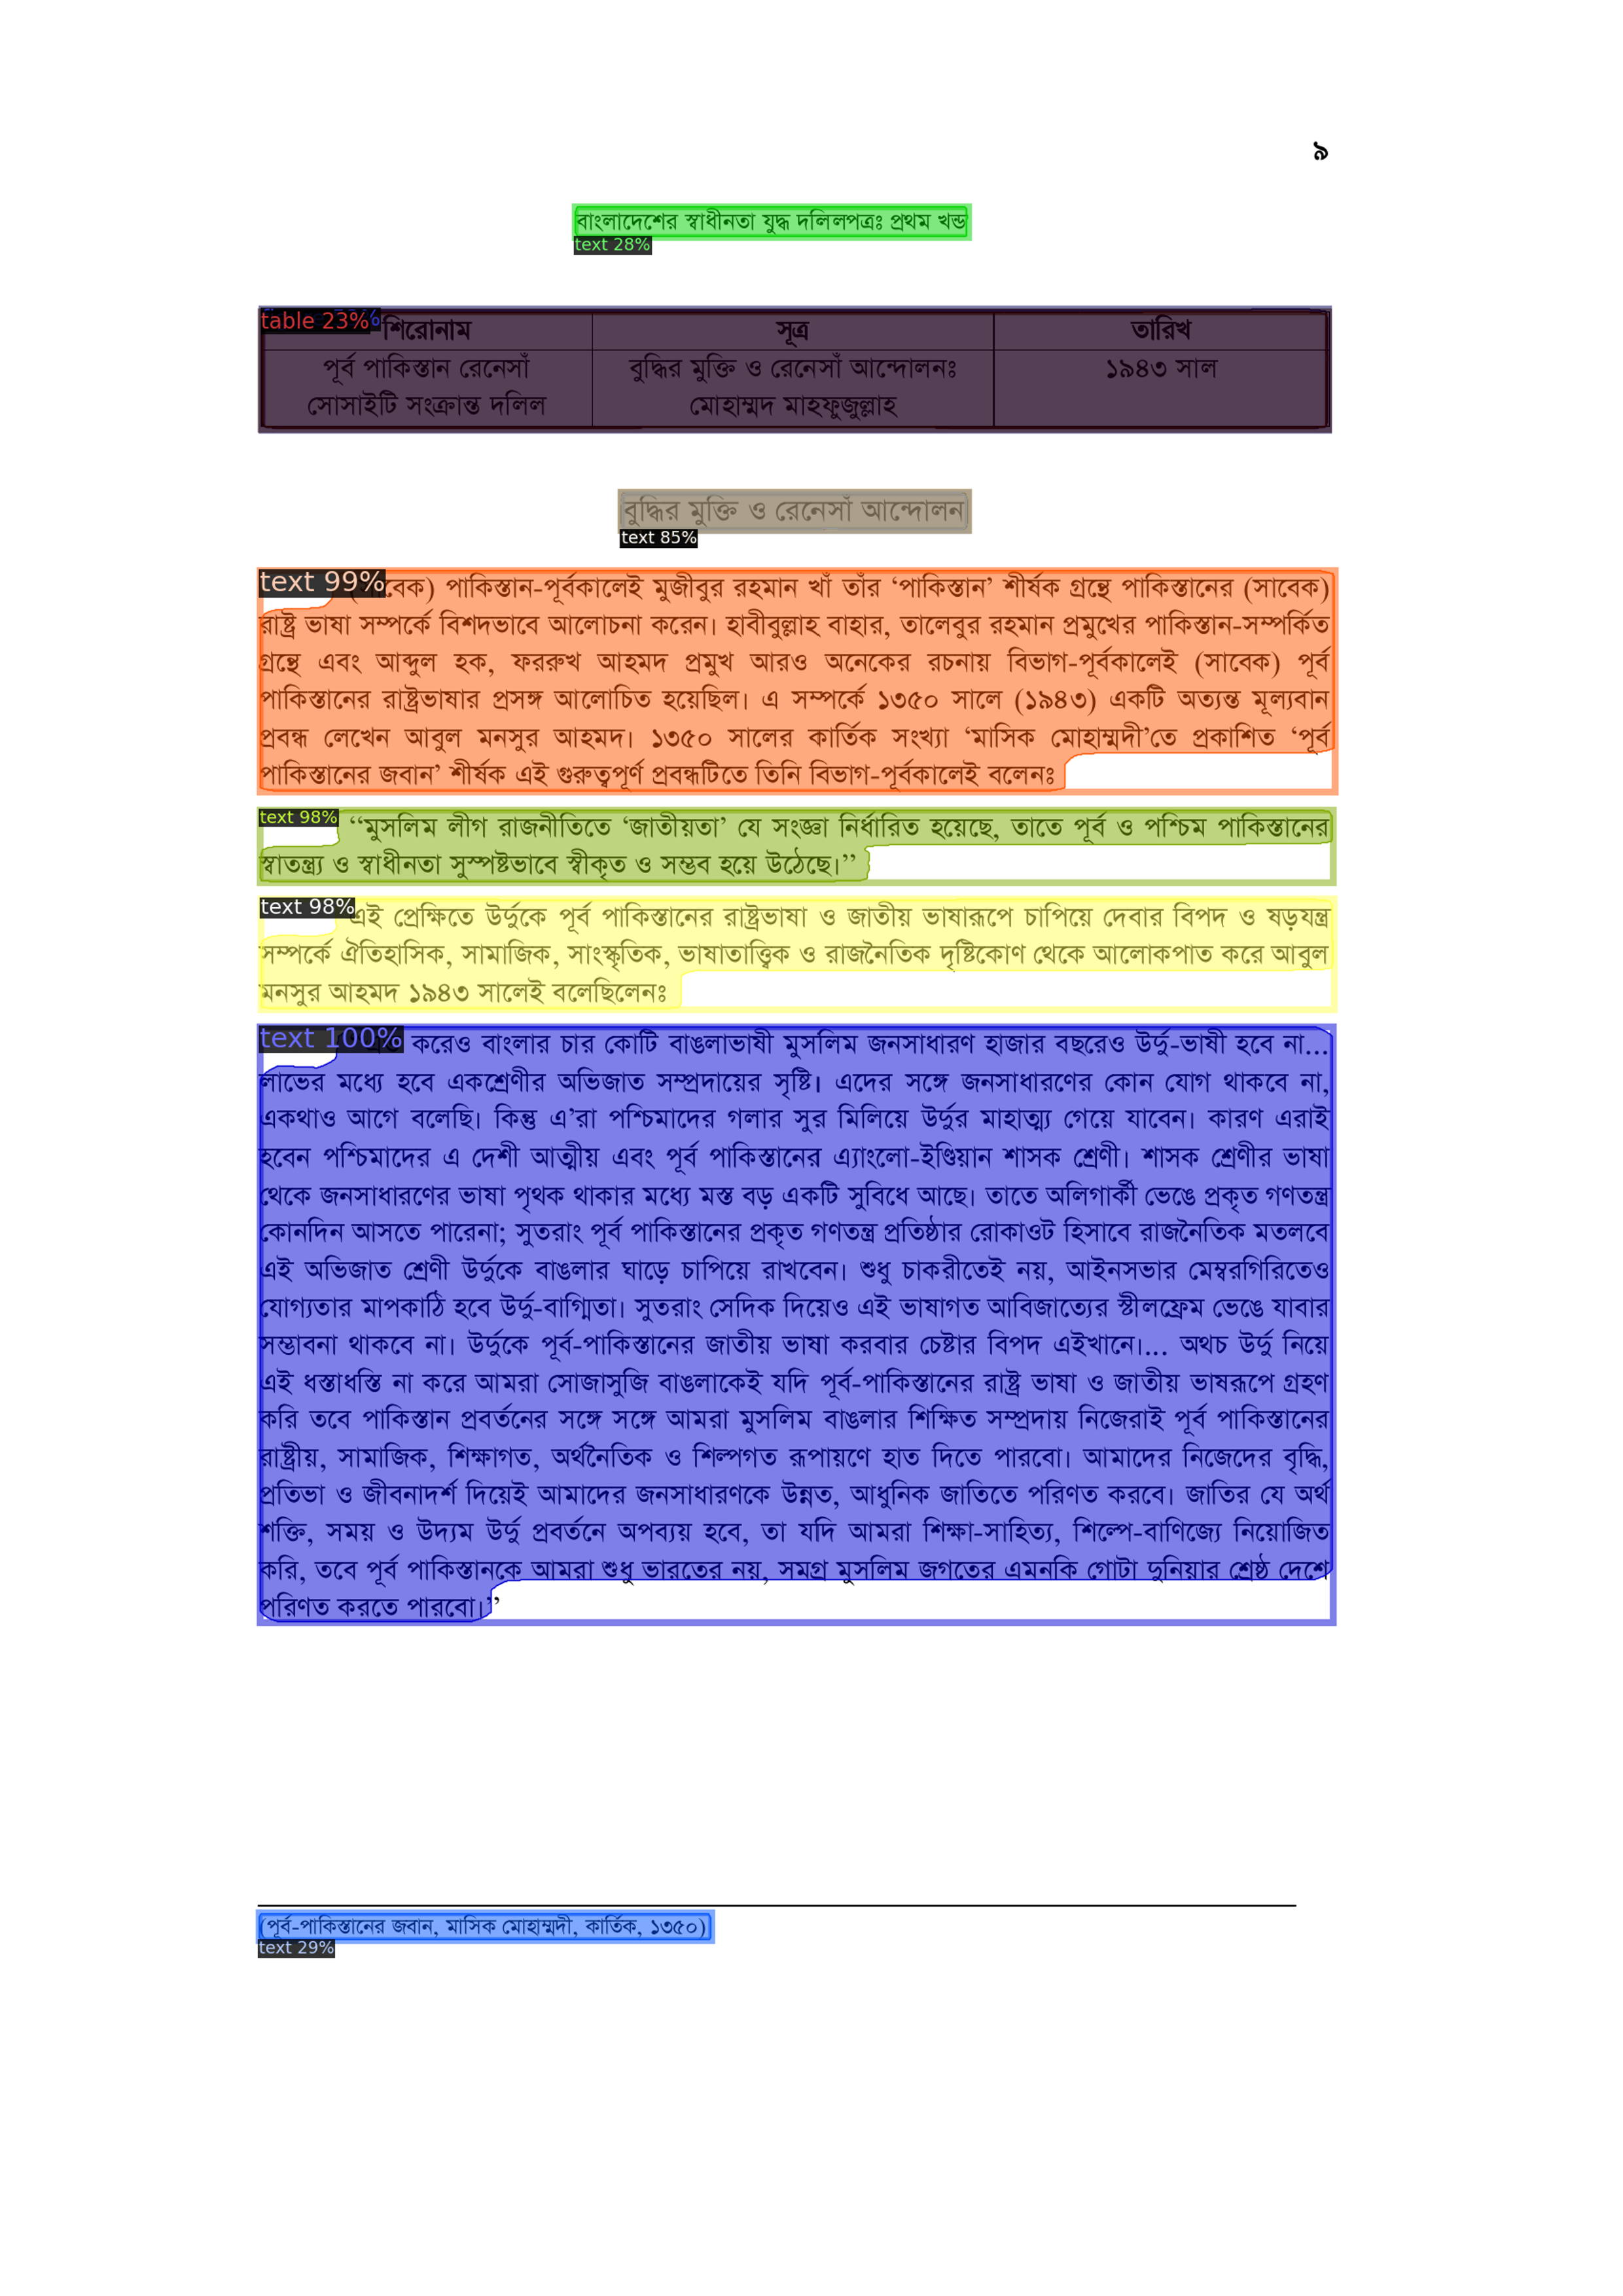 ৯
বাংলাদেশের স্বাধীনতা যুদ্ধ দলিলপত্রঃ প্রথম খন্ড
text 28%
table 23%
শিরোনাম সূত্র তারিখ
পূর্ব পাকিস্তান রেনেসাঁ বুদ্ধির মুক্তি ও রেনেসাঁ আন্দোলনঃ ১৯৪৩ সাল
সোসাইটি সংক্রান্ত দলিল মোহাম্মদ মাহফুজুল্লাহ
বুদ্ধির মুক্তি ও রেনেসাঁ আন্দোলন
text 85%
text 99% পাকিস্তান-পূর্বকালেই মুজীবুর রহমান খাঁ তাঁর ‘পাকিস্তান’ শীর্ষক গ্রন্থে পাকিস্তানের (সাবেক)
রাষ্ট্র ভাষা সম্পর্কে বিশদভাবে আলোচনা করেন। হাবীবুল্লাহ বাহার, তালেবুর রহমান প্রমুখের পাকিস্তান-সম্পর্কিত
গ্রন্থে এবং আব্দুল হক, ফররুখ আহমদ প্রমুখ আরও অনেকের রচনায় বিভাগ-পূর্বকালেই (সাবেক) পূর্ব
পাকিস্তানের রাষ্ট্রভাষার প্রসঙ্গ আলোচিত হয়েছিল। এ সম্পর্কে ১৩৫০ সালে (১৯৪৩) একটি অত্যন্ত মূল্যবান
প্রবন্ধ লেখেন আবুল মনসুর আহমদ। ১৩৫০ সালের কার্তিক সংখ্যা ‘মাসিক মোহাম্মদী’তে প্রকাশিত ‘পূর্ব
পাকিস্তানের জবান’ শীর্ষক এই গুরুত্বপূর্ণ প্রবন্ধটিতে তিনি বিভাগ-পূর্বকালেই বলেনঃ
text 98% ‘‘মুসলিম লীগ রাজনীতিতে ‘জাতীয়তা’ যে সংজ্ঞা নির্ধারিত হয়েছে, তাতে পূর্ব ও পশ্চিম পাকিস্তানের
স্বাতন্ত্র্য ও স্বাধীনতা সুস্পষ্টভাবে স্বীকৃত ও সম্ভব হয়ে উঠেছে।’’
text 98% এই প্রেক্ষিতে উর্দুকে পূর্ব পাকিস্তানের রাষ্ট্রভাষা ও জাতীয় ভাষারূপে চাপিয়ে দেবার বিপদ ও ষড়যন্ত্র
সম্পর্কে ঐতিহাসিক, সামাজিক, সাংস্কৃতিক, ভাষাতাত্ত্বিক ও রাজনৈতিক দৃষ্টিকোণ থেকে আলোকপাত করে আবুল
মনসুর আহমদ ১৯৪৩ সালেই বলেছিলেনঃ
text 100% করেও বাংলার চার কোটি বাঙলাভাষী মুসলিম জনসাধারণ হাজার বছরেও উর্দু-ভাষী হবে না...
লাভের মধ্যে হবে একশ্রেণীর অভিজাত সম্প্রদায়ের সৃষ্টি। এদের সঙ্গে জনসাধারণের কোন যোগ থাকবে না,
একথাও আগে বলেছি। কিন্তু এ’রা পশ্চিমাদের গলার সুর মিলিয়ে উর্দুর মাহাত্ম্য গেয়ে যাবেন। কারণ এরাই
হবেন পশ্চিমাদের এ দেশী আত্মীয় এবং পূর্ব পাকিস্তানের এ্যাংলো-ইণ্ডিয়ান শাসক শ্রেণী। শাসক শ্রেণীর ভাষা
থেকে জনসাধারণের ভাষা পৃথক থাকার মধ্যে মস্ত বড় একটি সুবিধে আছে। তাতে অলিগার্কী ভেঙে প্রকৃত গণতন্ত্র
কোনদিন আসতে পারেনা; সুতরাং পূর্ব পাকিস্তানের প্রকৃত গণতন্ত্র প্রতিষ্ঠার রোকাওট হিসাবে রাজনৈতিক মতলবে
এই অভিজাত শ্রেণী উর্দুকে বাঙলার ঘাড়ে চাপিয়ে রাখবেন। শুধু চাকরীতেই নয়, আইনসভার মেম্বরগিরিতেও
যোগ্যতার মাপকাঠি হবে উর্দু-বাগ্মিতা। সুতরাং সেদিক দিয়েও এই ভাষাগত আবিজাত্যের স্টীলফ্রেম ভেঙে যাবার
সম্ভাবনা থাকবে না। উর্দুকে পূর্ব-পাকিস্তানের জাতীয় ভাষা করবার চেষ্টার বিপদ এইখানে।... অথচ উর্দু নিয়ে
এই ধস্তাধস্তি না করে আমরা সোজাসুজি বাঙলাকেই যদি পূর্ব-পাকিস্তানের রাষ্ট্র ভাষা ও জাতীয় ভাষরূপে গ্রহণ
করি তবে পাকিস্তান প্রবর্তনের সঙ্গে সঙ্গে আমরা মুসলিম বাঙলার শিক্ষিত সম্প্রদায় নিজেরাই পূর্ব পাকিস্তানের
রাষ্ট্রীয়, সামাজিক, শিক্ষাগত, অর্থনৈতিক ও শিল্পগত রূপায়ণে হাত দিতে পারবো। আমাদের নিজেদের বৃদ্ধি,
প্রতিভা ও জীবনাদর্শ দিয়েই আমাদের জনসাধারণকে উন্নত, আধুনিক জাতিতে পরিণত করবে। জাতির যে অর্থ
শক্তি, সময় ও উদ্যম উর্দু প্রবর্তনে অপব্যয় হবে, তা যদি আমরা শিক্ষা-সাহিত্য, শিল্পে-বাণিজ্যে নিয়োজিত
করি, তবে পূর্ব পাকিস্তানকে আমরা শুধু ভারতের নয়, সমগ্র মুসলিম জগতের এমনকি গোটা দুনিয়ার শ্রেষ্ঠ দেশে
পরিণত করতে পারবো।’’
(পূর্ব-পাকিস্তানের জবান, মাসিক মোহাম্মদী, কার্তিক, ১৩৫০)
text 29%